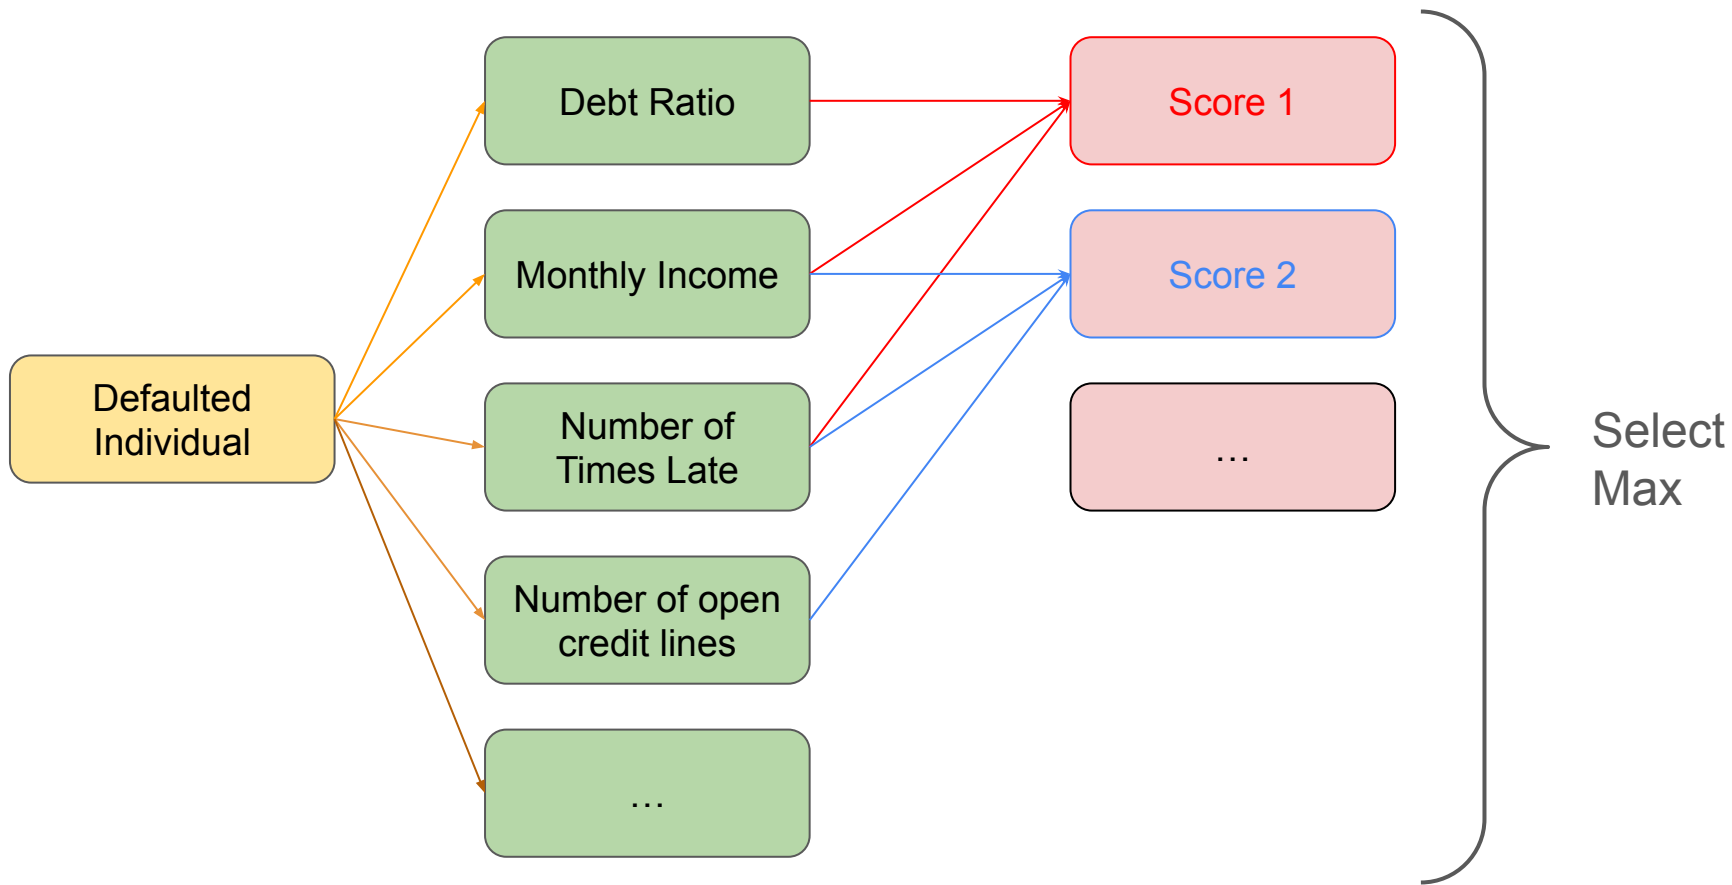 Defaulted
Individual
Debt Ratio
Monthly Income
Number of
Times Late
Number of open
credit lines
...
Score 1
Score 2
...
Select
Max